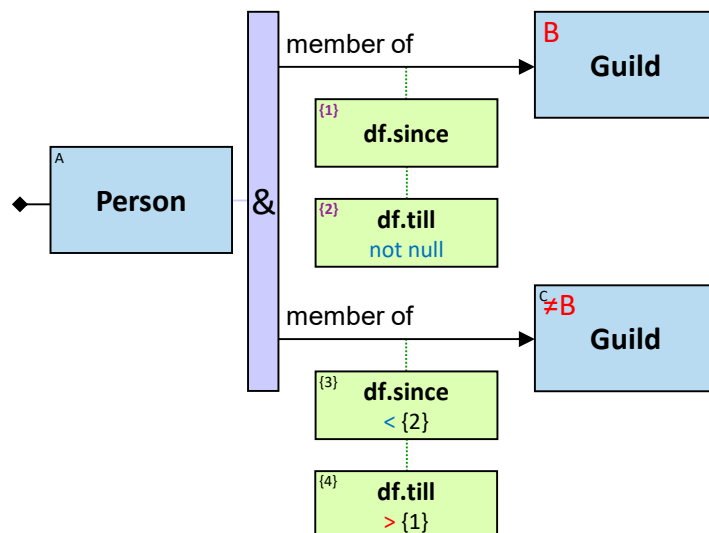 member of
B
Guild
{1}
df.since
A
Person
&
{2}
df.till
not null
member of
C
≠B
Guild
{3}
df.since
< {2}
{4}
df.till
> {1}